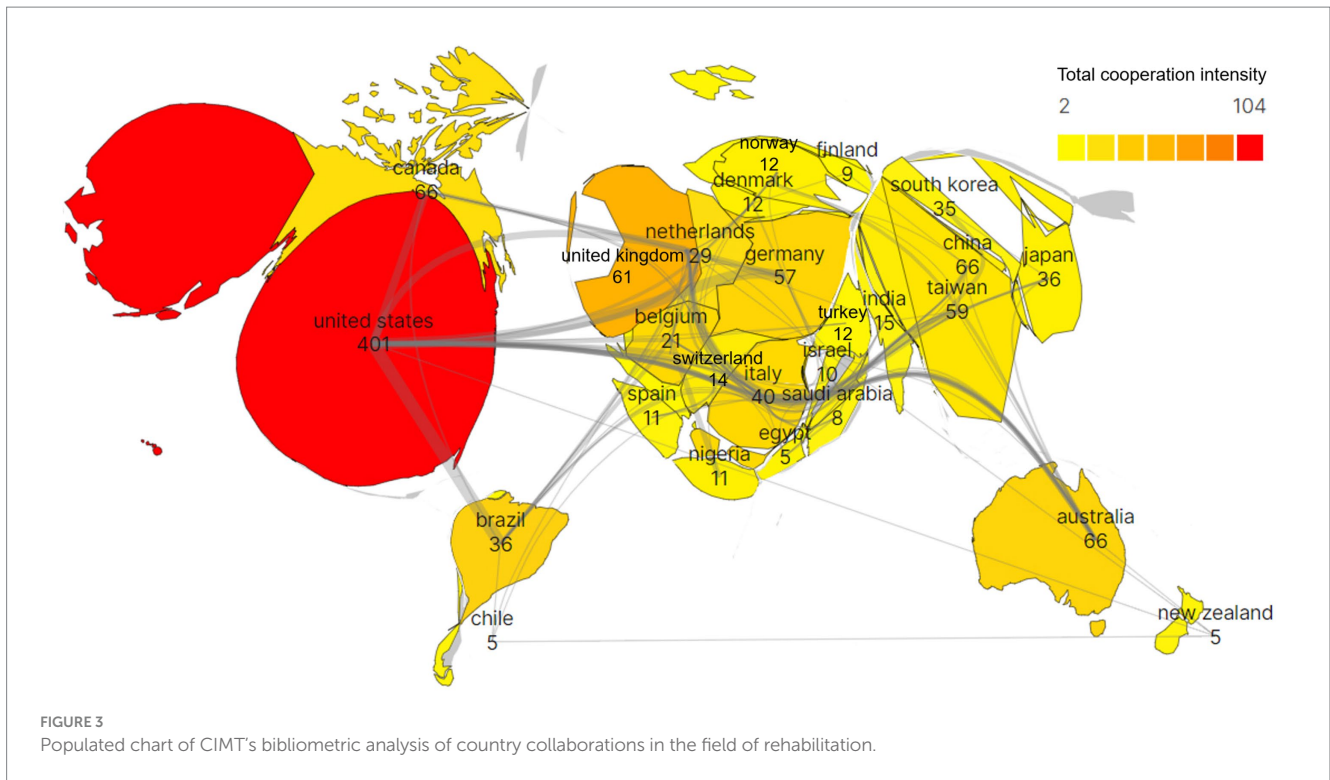 Total cooperation intensity
2 104
canada
66
united states
401
norway
12
finland
9
denmark
12
south korea
35
netherlands
29
united kingdom
61
germany
57
china
66
japan
36
taiwan
59
india
15
belgium
21
turkey
12
switzerland
14
israel
10
italy
40
saudi arabia
8
spain
11
egypt
5
nigeria
11
brazil
36
australia
66
chile
5
new zealand
5
FIGURE 3
Populated chart of CIMT's bibliometric analysis of country collaborations in the field of rehabilitation.